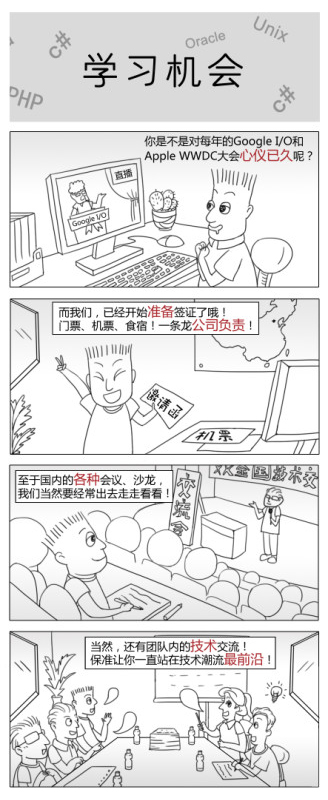 C#
Oracle
Unix
PHP
C#
学习机会
你是不是对每年的Google I/O和
Apple WWDC大会心仪已久呢？
直播
Google I/O
而我们，已经开始准备签证了哦！
门票、机票、食宿！一条龙公司负责！
邀请函
机票
至于国内的各种会议、沙龙，
我们当然要经常出去走走看看！
XX全国技术交
交流会
当然，还有团队内的技术交流！
保准让你一直站在技术潮流最前沿！